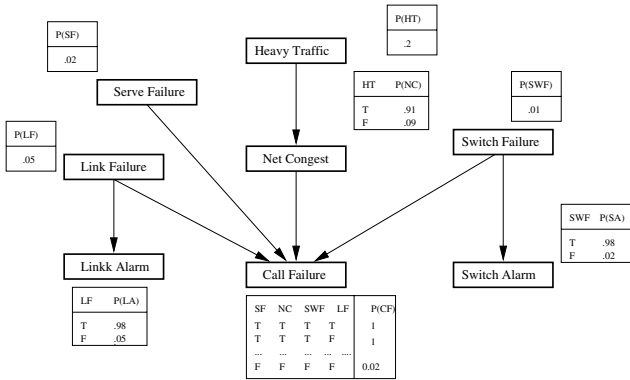 P(HT)
.2
P(SF)
.02
Heavy Traffic
HT P(NC)
T .91
F .09
P(SWF)
.01
Serve Failure
P(LF)
.05
Link Failure
Net Congest
Switch Failure
SWF P(SA)
T .98
F .02
Linkk Alarm
Call Failure
Switch Alarm
LF P(LA)
T .98
F .05
SF NC SWF LF P(CF)
T T T T 1
T T T F 1
... ... ... ... ....
F F F F 0.02